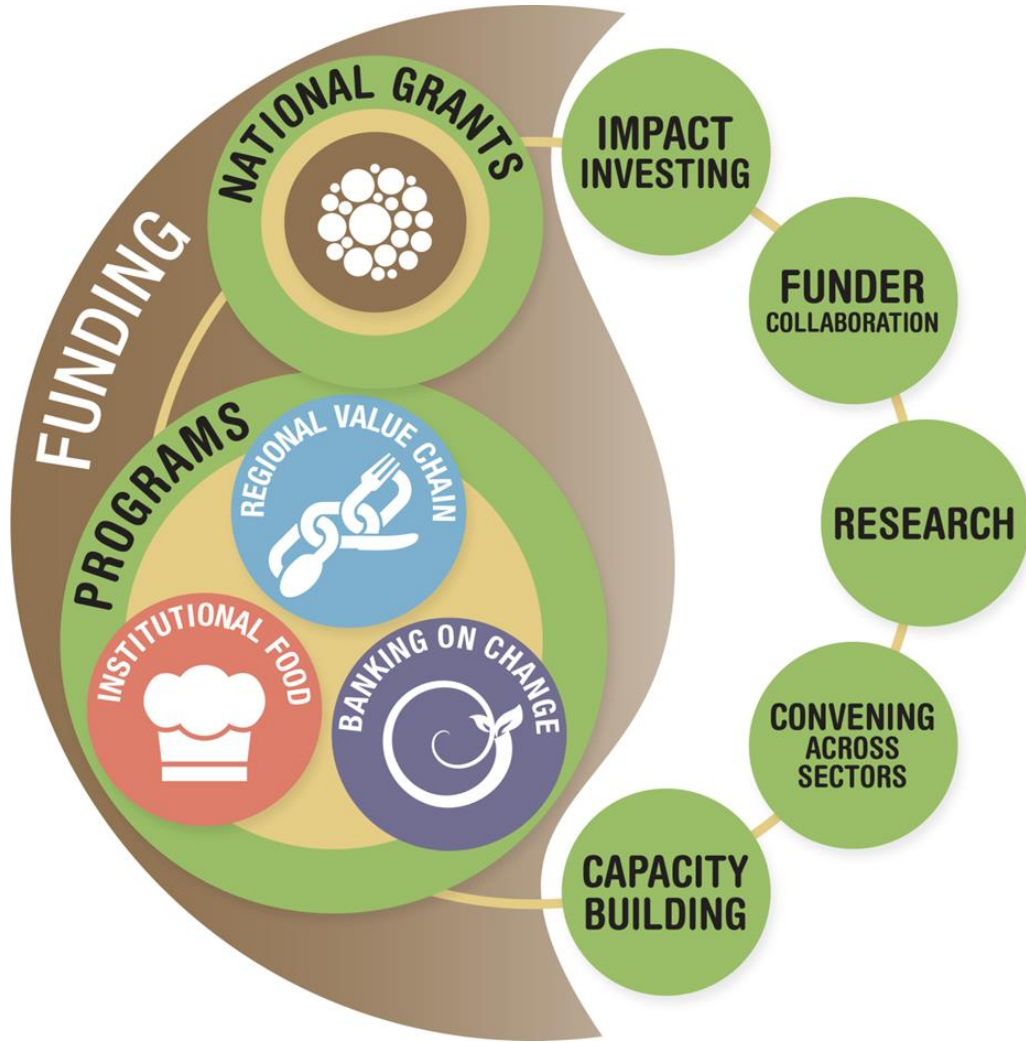 FUNDING
NATIONAL GRANTS
PROGRAMS
REGIONAL VALUE CHAIN
INSTITUTIONAL FOOD
BANKING ON CHANGE
IMPACT
INVESTING
FUNDER
COLLABORATION
RESEARCH
CONVENING
ACROSS
SECTORS
CAPACITY
BUILDING